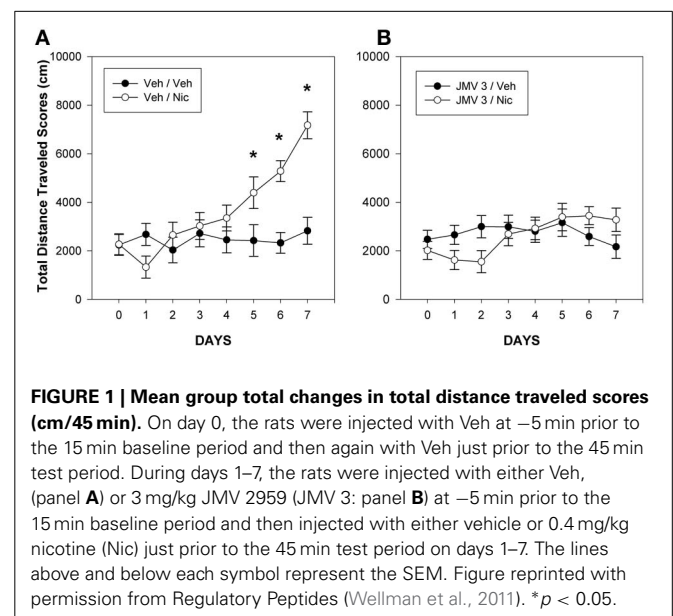 A
B
Total Distance Traveled Scores (cm)
10000
8000
6000
4000
2000
0
Veh / Veh
Veh / Nic
*
*
*
0 1 2 3 4 5 6 7
DAYS
10000
8000
6000
4000
2000
0
JMV 3 / Veh
JMV 3 / Nic
0 1 2 3 4 5 6 7
DAYS
FIGURE 1 | Mean group total changes in total distance traveled scores
(cm/45 min). On day 0, the rats were injected with Veh at −5 min prior to
the 15 min baseline period and then again with Veh just prior to the 45 min
test period. During days 1–7, the rats were injected with either Veh,
(panel A) or 3 mg/kg JMV 2959 (JMV 3: panel B) at −5 min prior to the
15 min baseline period and then injected with either vehicle or 0.4 mg/kg
nicotine (Nic) just prior to the 45 min test period on days 1–7. The lines
above and below each symbol represent the SEM. Figure reprinted with
permission from Regulatory Peptides (Wellman et al., 2011). *p < 0.05.